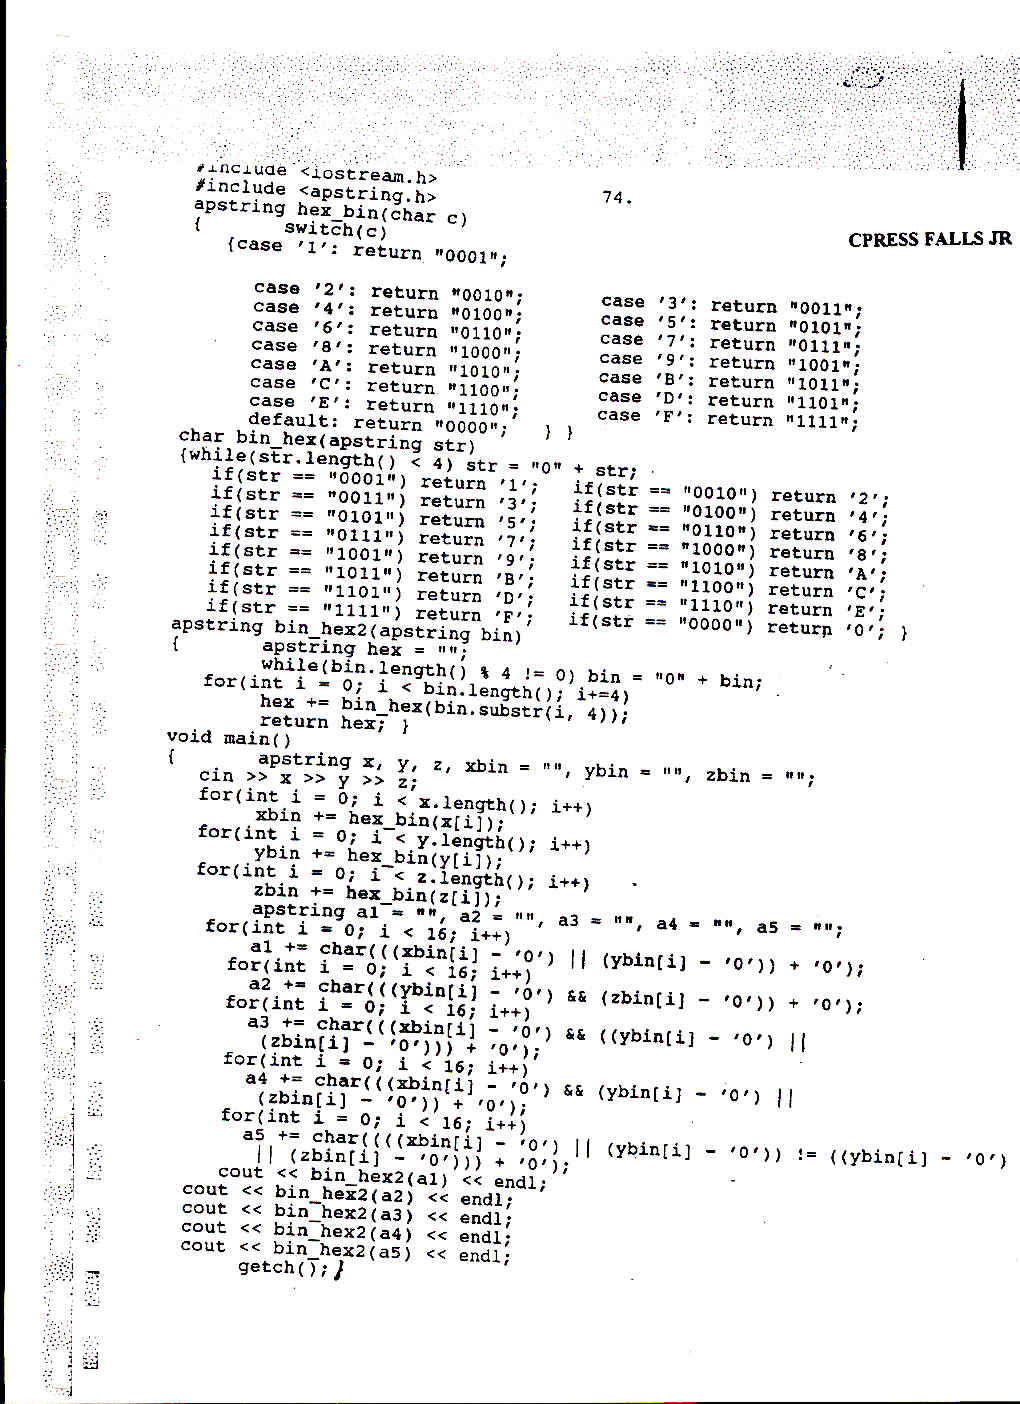 #include <iostream.h>
#include <apstring.h>
74.
apstring hex_bin(char c)
{ switch(c)
CPRESS FALLS JR
{case '1': return "0001";
case '2': return "0010"; case '3': return "0011";
case '4': return "0100"; case '5': return "0101";
case '6': return "0110"; case '7': return "0111";
case '8': return "1000"; case '9': return "1001";
case 'A': return "1010"; case 'B': return "1011";
case 'C': return "1100"; case 'D': return "1101";
case 'E': return "1110"; case 'F': return "1111";
default: return "0000"; } }
char bin_hex(apstring str)
{while(str.length() < 4) str = "0" + str;
if(str == "0001") return '1'; if(str == "0010") return '2';
if(str == "0011") return '3'; if(str == "0100") return '4';
if(str == "0101") return '5'; if(str == "0110") return '6';
if(str == "0111") return '7'; if(str == "1000") return '8';
if(str == "1001") return '9'; if(str == "1010") return 'A';
if(str == "1011") return 'B'; if(str == "1100") return 'C';
if(str == "1101") return 'D'; if(str == "1110") return 'E';
if(str == "1111") return 'F'; if(str == "0000") return '0'; }
apstring bin_hex2(apstring bin)
{ apstring hex = "";
while(bin.length() % 4 != 0) bin = "0" + bin;
for(int i = 0; i < bin.length(); i+=4)
hex += bin_hex(bin.substr(i, 4));
return hex; }
void main()
{ apstring x, y, z, xbin = "", ybin = "", zbin = "";
cin >> x >> y >> z;
for(int i = 0; i < x.length(); i++)
xbin += hex_bin(x[i]);
for(int i = 0; i < y.length(); i++)
ybin += hex_bin(y[i]);
for(int i = 0; i < z.length(); i++)
zbin += hex_bin(z[i]);
apstring a1 = "", a2 = "", a3 = "", a4 = "", a5 = "";
for(int i = 0; i < 16; i++)
a1 += char(((xbin[i] - '0') || (ybin[i] - '0')) + '0');
for(int i = 0; i < 16; i++)
a2 += char(((ybin[i] - '0') && (zbin[i] - '0')) + '0');
for(int i = 0; i < 16; i++)
a3 += char(((xbin[i] - '0') && ((ybin[i] - '0') ||
(zbin[i] - '0'))) + '0');
for(int i = 0; i < 16; i++)
a4 += char(((xbin[i] - '0') && (ybin[i] - '0') ||
(zbin[i] - '0')) + '0');
for(int i = 0; i < 16; i++)
a5 += char((((xbin[i] - '0') || (ybin[i] - '0')) != ((ybin[i] - '0')
|| (zbin[i] - '0'))) + '0');
cout << bin_hex2(a1) << endl;
cout << bin_hex2(a2) << endl;
cout << bin_hex2(a3) << endl;
cout << bin_hex2(a4) << endl;
cout << bin_hex2(a5) << endl;
getch(); }